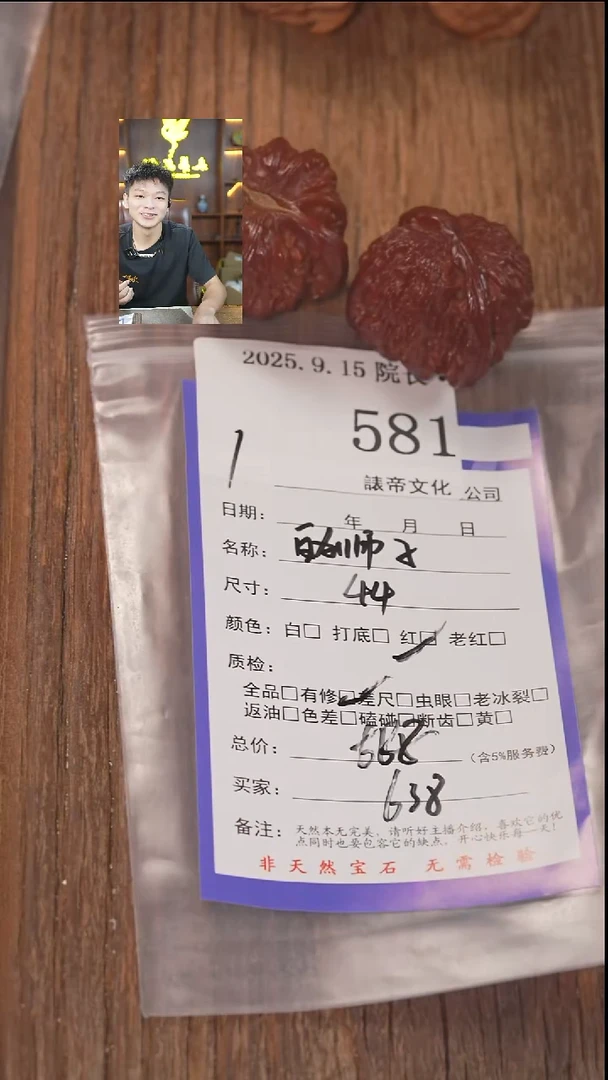 2025.9.15 院长
581
1
裱帝文化 公司
日期： 年 月 日
名称： 白狮子
尺寸： 44
颜色：白□ 打底□ 红□ 老红□
质检：
全品□有修□差尺□虫眼□老冰裂□
返油□色差□磕碰□断齿□黄□
总价： 568 （含5%服务费）
买家： 638
备注：天然本无完美，请听好主播介绍，喜欢它的优
点同时也要包容它的缺点，开心快乐每一天！
非天然宝石 无需检验